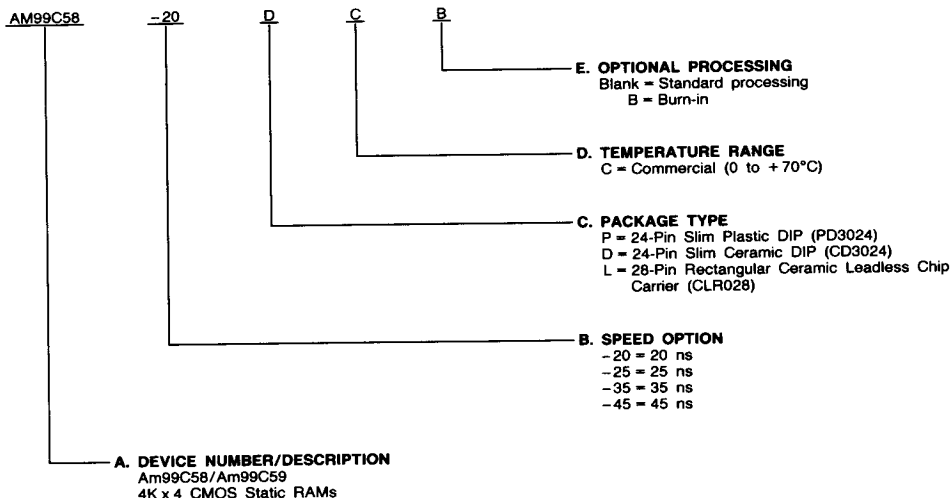 AM99C58 -20 D C B
E. OPTIONAL PROCESSING
Blank = Standard processing
B = Burn-in
D. TEMPERATURE RANGE
C = Commercial (0 to +70°C)
C. PACKAGE TYPE
P = 24-Pin Slim Plastic DIP (PD3024)
D = 24-Pin Slim Ceramic DIP (CD3024)
L = 28-Pin Rectangular Ceramic Leadless Chip
Carrier (CLR028)
B. SPEED OPTION
-20 = 20 ns
-25 = 25 ns
-35 = 35 ns
-45 = 45 ns
A. DEVICE NUMBER/DESCRIPTION
Am99C58/Am99C59
4K x 4 CMOS Static RAMs